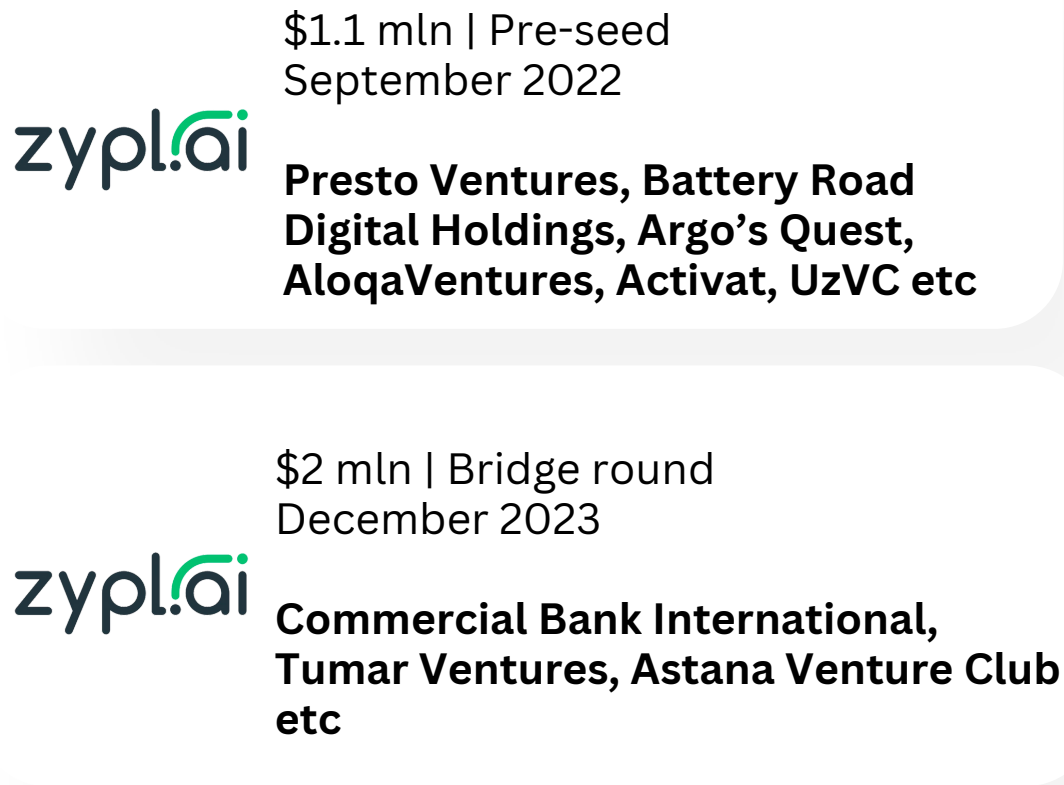 $1.1 mln | Pre-seed
September 2022
zypl.ai
Presto Ventures, Battery Road
Digital Holdings, Argo’s Quest,
AloqaVentures, Activat, UzVC etc
$2 mln | Bridge round
December 2023
zypl.ai
Commercial Bank International,
Tumar Ventures, Astana Venture Club
etc